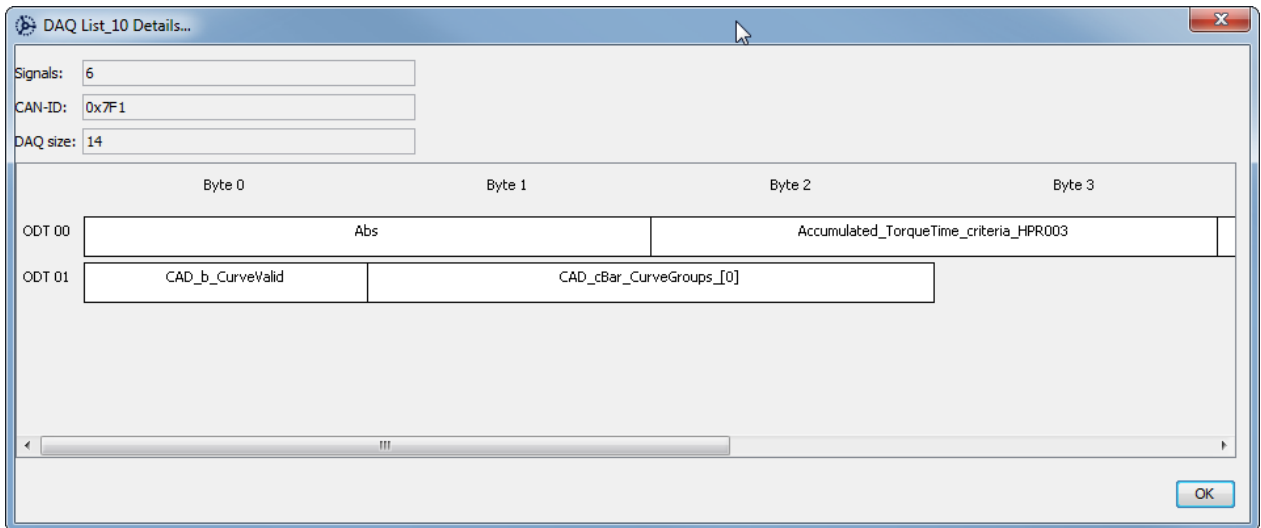 DAQ List_10 Details...
Signals: 6
CAN-ID: 0x7F1
DAQ size: 14
Byte 0 Byte 1 Byte 2 Byte 3
ODT 00 Abs Accumulated_TorqueTime_criteria_HPR003
ODT 01 CAD_b_CurveValid CAD_cBar_CurveGroups_[0]
OK